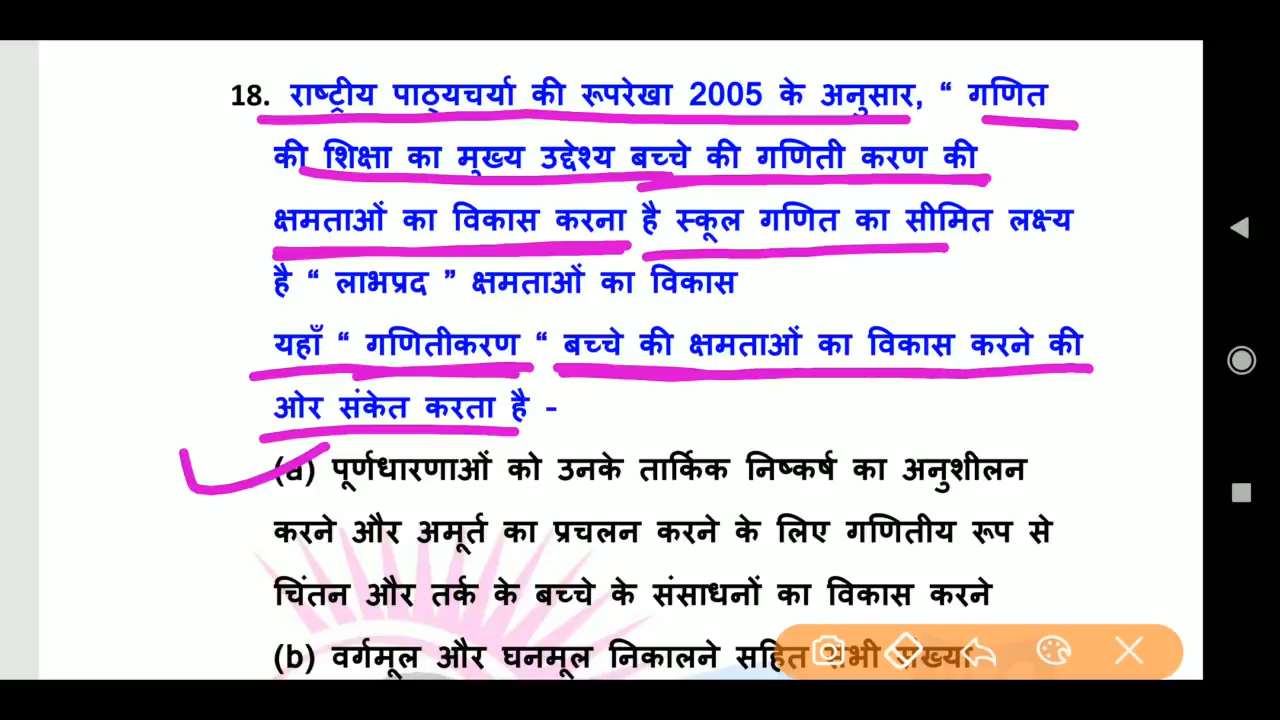 18. राष्ट्रीय पाठ्यचर्या की रूपरेखा 2005 के अनुसार, “ गणित
की शिक्षा का मुख्य उद्देश्य बच्चे की गणिती करण की
क्षमताओं का विकास करना है स्कूल गणित का सीमित लक्ष्य
है “ लाभप्रद ” क्षमताओं का विकास
यहाँ “ गणितीकरण “ बच्चे की क्षमताओं का विकास करने की
ओर संकेत करता है -
(a) पूर्णधारणाओं को उनके तार्किक निष्कर्ष का अनुशीलन
करने और अमूर्त का प्रचलन करने के लिए गणितीय रूप से
चिंतन और तर्क के बच्चे के संसाधनों का विकास करने
(b) वर्गमूल और घनमूल निकालने सहित सभी संख्या